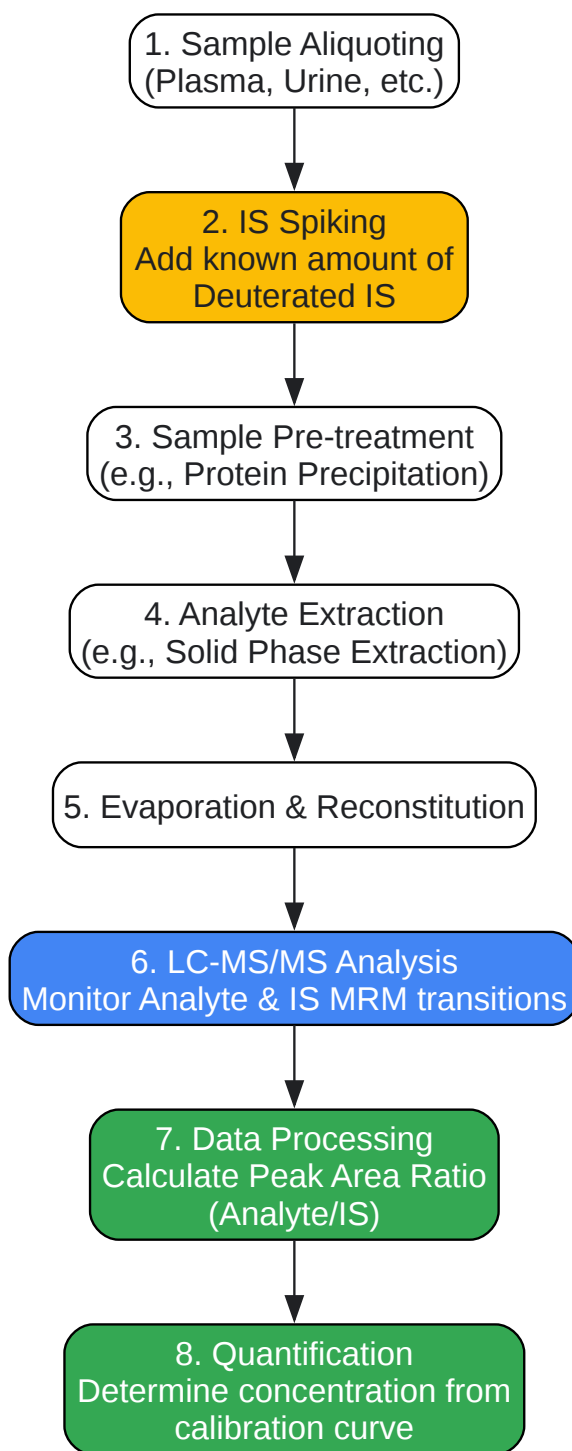 1. Sample Aliquoting
(Plasma, Urine, etc.)
2. IS Spiking
Add known amount of
Deuterated IS
3. Sample Pre-treatment
(e.g., Protein Precipitation)
4. Analyte Extraction
(e.g., Solid Phase Extraction)
5. Evaporation & Reconstitution
6. LC-MS/MS Analysis
Monitor Analyte & IS MRM transitions
7. Data Processing
Calculate Peak Area Ratio
(Analyte/IS)
8. Quantification
Determine concentration from
calibration curve